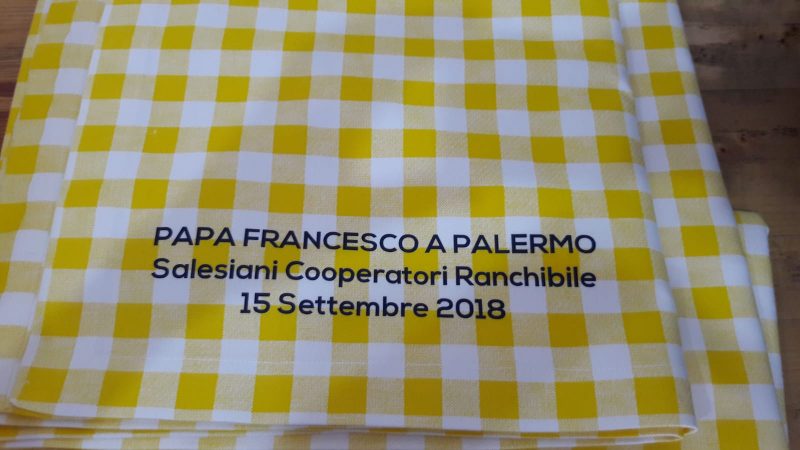 PAPA FRANCESCO A PALERMO
Salesiani Cooperatori Ranchibile
15 Settembre 2018